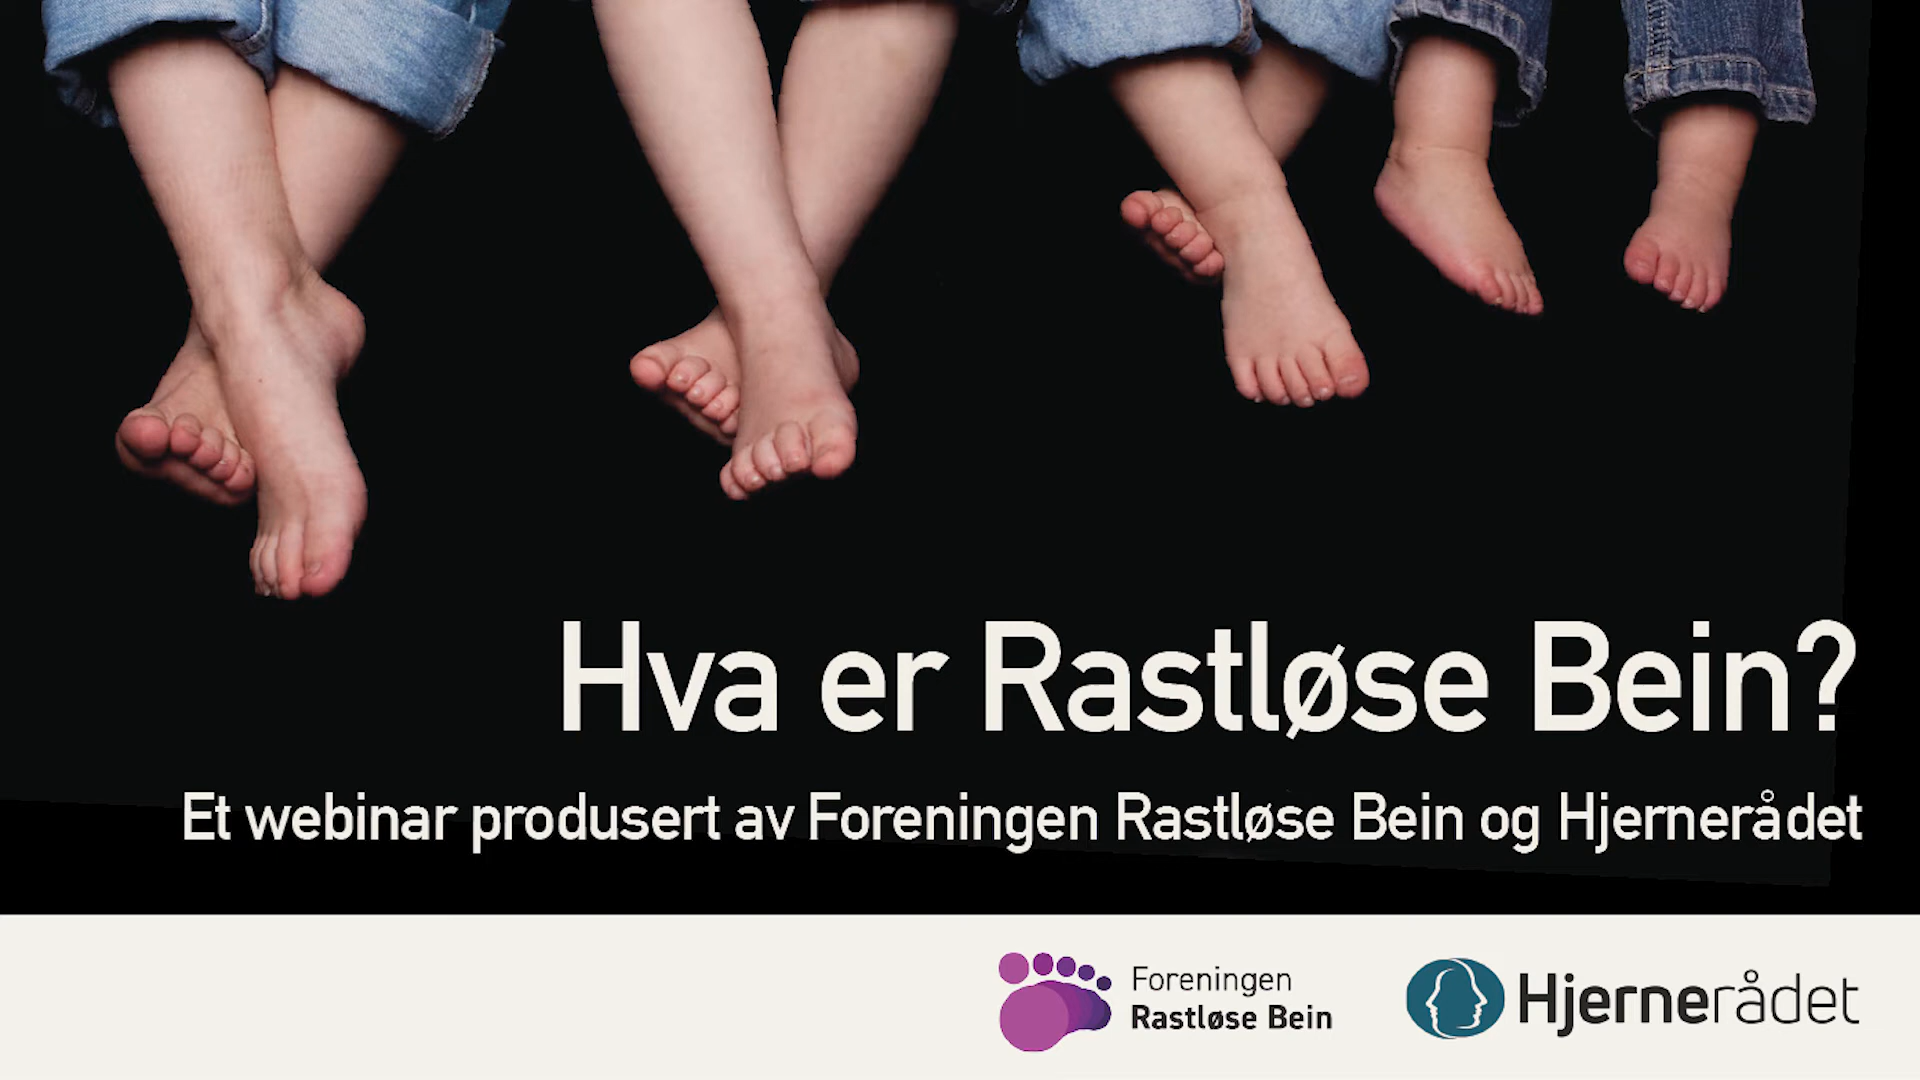 Hva er Rastløse Bein?
Et webinar produsert av Foreningen Rastløse Bein og Hjernerådet
Foreningen
Rastløse Bein
Hjernerådet